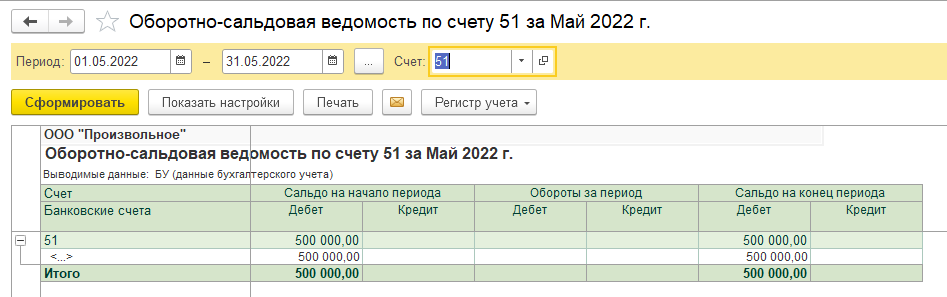 Оборотно-сальдовая ведомость по счету 51 за Май 2022 г.
Период: 01.05.2022 – 31.05.2022 ... Счет: 51
Сформировать Показать настройки Печать Регистр учета
ООО "Произвольное"
Оборотно-сальдовая ведомость по счету 51 за Май 2022 г.
Выводимые данные: БУ (данные бухгалтерского учета)
Счет Сальдо на начало периода Обороты за период Сальдо на конец периода
Банковские счета Дебет Кредит Дебет Кредит Дебет Кредит
51 500 000,00 500 000,00
<...> 500 000,00 500 000,00
Итого 500 000,00 500 000,00